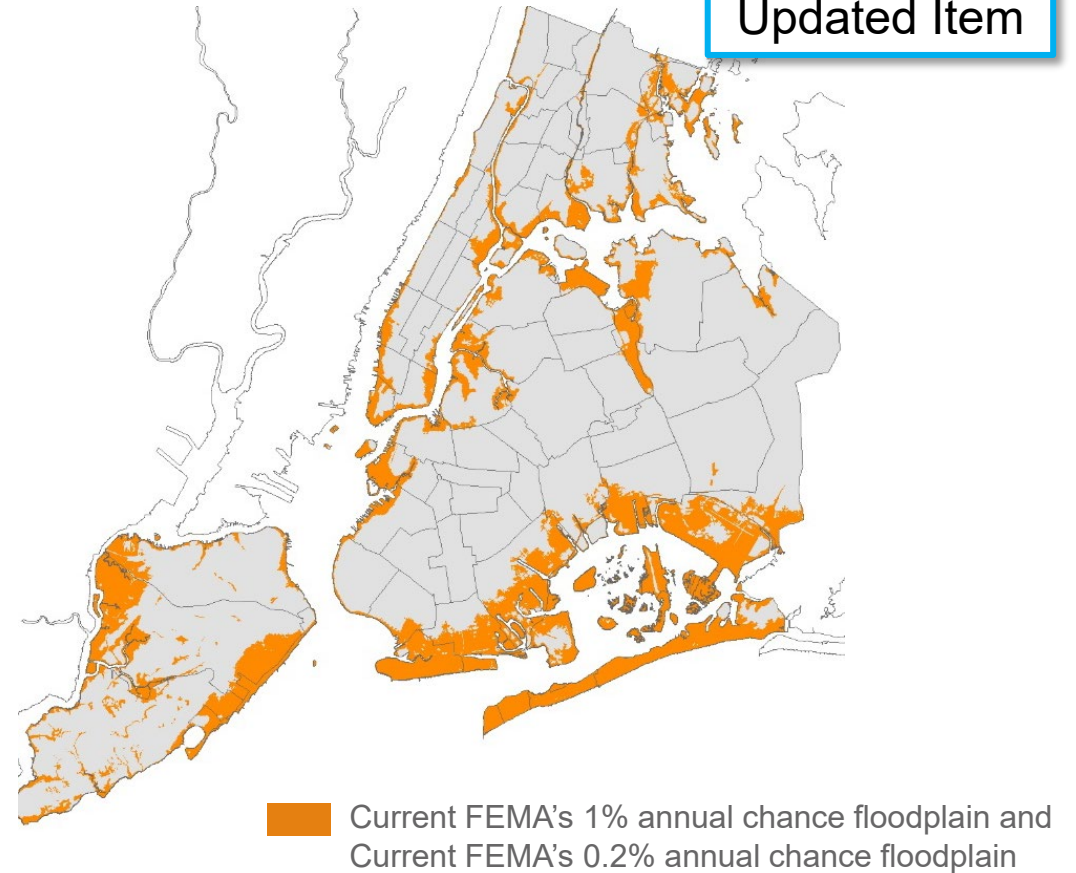 Updated Item
Current FEMA’s 1% annual chance floodplain and
Current FEMA’s 0.2% annual chance floodplain